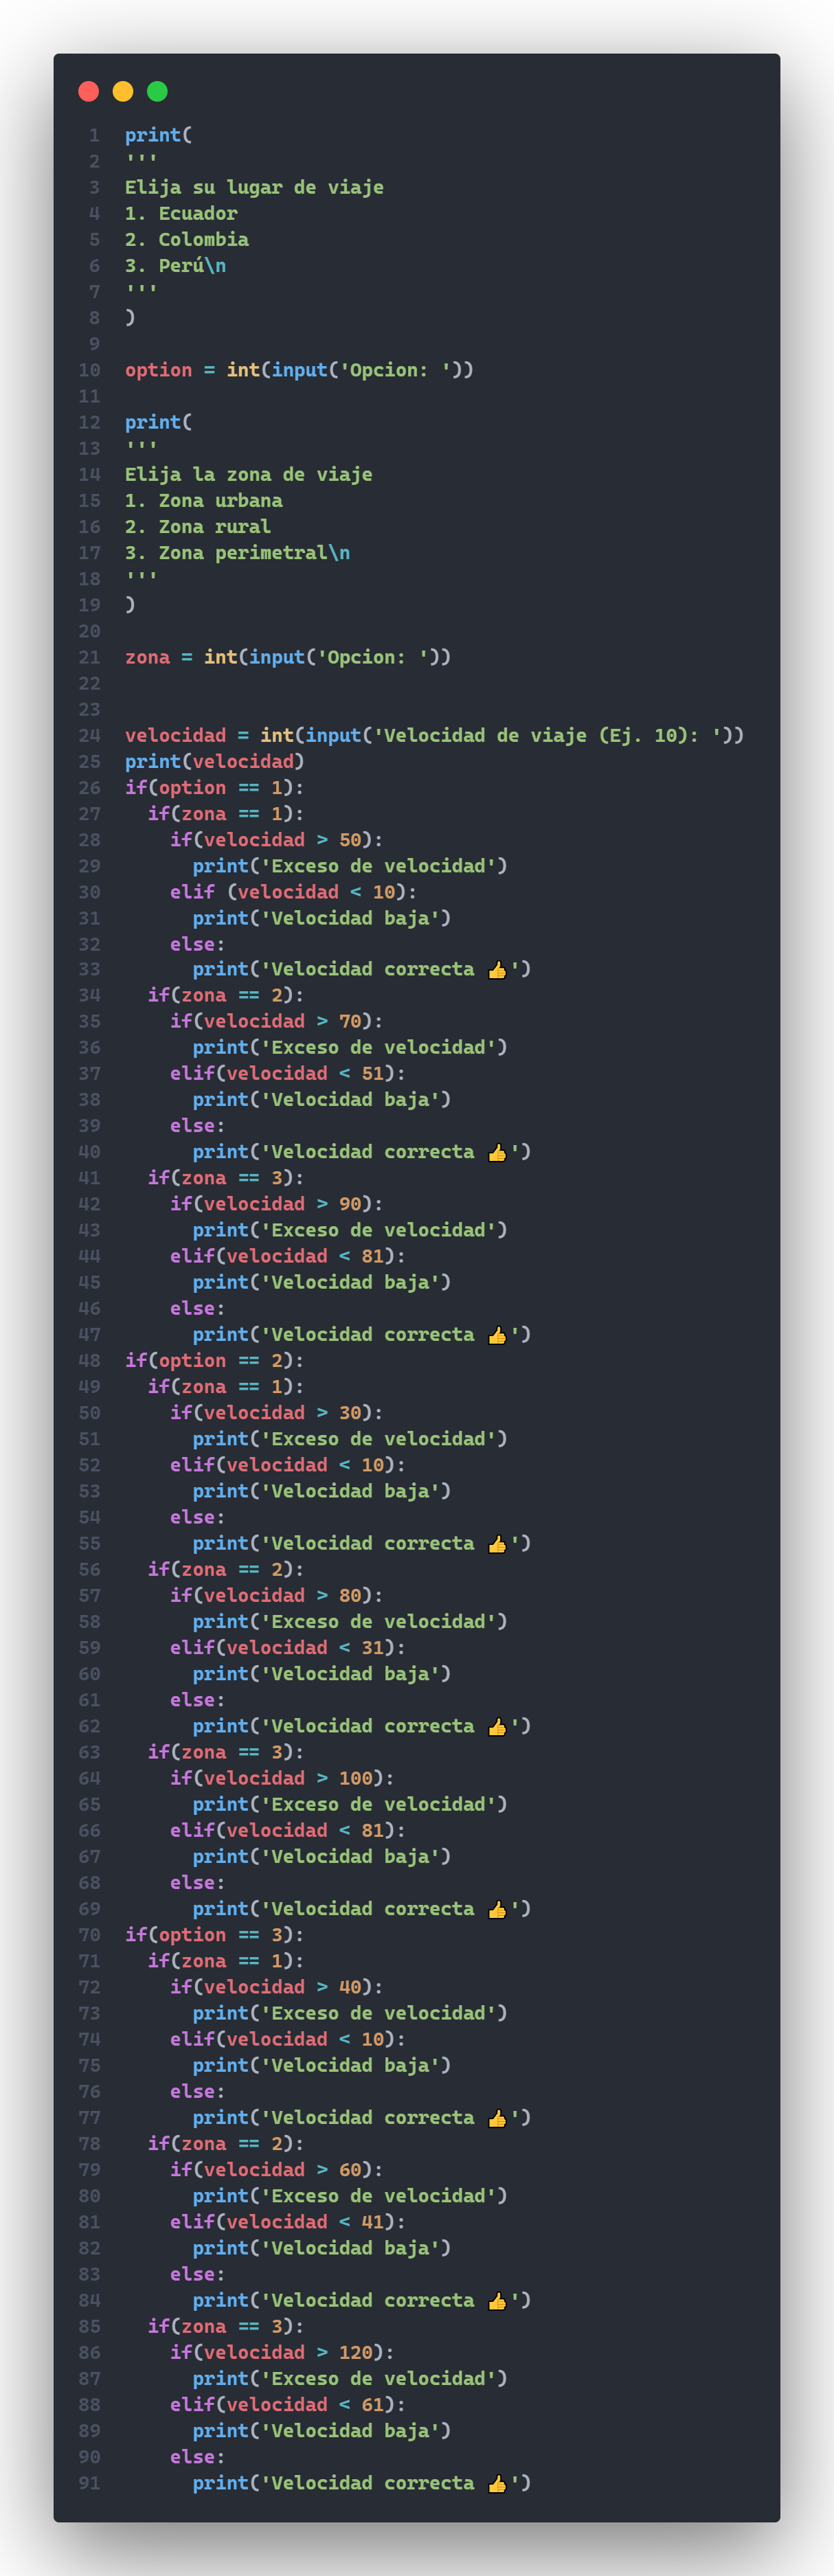 1 print(
2 '''
3 Elija su lugar de viaje
4 1. Ecuador
5 2. Colombia
6 3. Perú\n
7 '''
8 )
9
10 option = int(input('Opcion: '))
11
12 print(
13 '''
14 Elija la zona de viaje
15 1. Zona urbana
16 2. Zona rural
17 3. Zona perimetral\n
18 '''
19 )
20
21 zona = int(input('Opcion: '))
22
23
24 velocidad = int(input('Velocidad de viaje (Ej. 10): '))
25 print(velocidad)
26 if(option == 1):
27   if(zona == 1):
28     if(velocidad > 50):
29       print('Exceso de velocidad')
30     elif (velocidad < 10):
31       print('Velocidad baja')
32     else:
33       print('Velocidad correcta 👍')
34   if(zona == 2):
35     if(velocidad > 70):
36       print('Exceso de velocidad')
37     elif(velocidad < 51):
38       print('Velocidad baja')
39     else:
40       print('Velocidad correcta 👍')
41   if(zona == 3):
42     if(velocidad > 90):
43       print('Exceso de velocidad')
44     elif(velocidad < 81):
45       print('Velocidad baja')
46     else:
47       print('Velocidad correcta 👍')
48 if(option == 2):
49   if(zona == 1):
50     if(velocidad > 30):
51       print('Exceso de velocidad')
52     elif(velocidad < 10):
53       print('Velocidad baja')
54     else:
55       print('Velocidad correcta 👍')
56   if(zona == 2):
57     if(velocidad > 80):
58       print('Exceso de velocidad')
59     elif(velocidad < 31):
60       print('Velocidad baja')
61     else:
62       print('Velocidad correcta 👍')
63   if(zona == 3):
64     if(velocidad > 100):
65       print('Exceso de velocidad')
66     elif(velocidad < 81):
67       print('Velocidad baja')
68     else:
69       print('Velocidad correcta 👍')
70 if(option == 3):
71   if(zona == 1):
72     if(velocidad > 40):
73       print('Exceso de velocidad')
74     elif(velocidad < 10):
75       print('Velocidad baja')
76     else:
77       print('Velocidad correcta 👍')
78   if(zona == 2):
79     if(velocidad > 60):
80       print('Exceso de velocidad')
81     elif(velocidad < 41):
82       print('Velocidad baja')
83     else:
84       print('Velocidad correcta 👍')
85   if(zona == 3):
86     if(velocidad > 120):
87       print('Exceso de velocidad')
88     elif(velocidad < 61):
89       print('Velocidad baja')
90     else:
91       print('Velocidad correcta 👍')